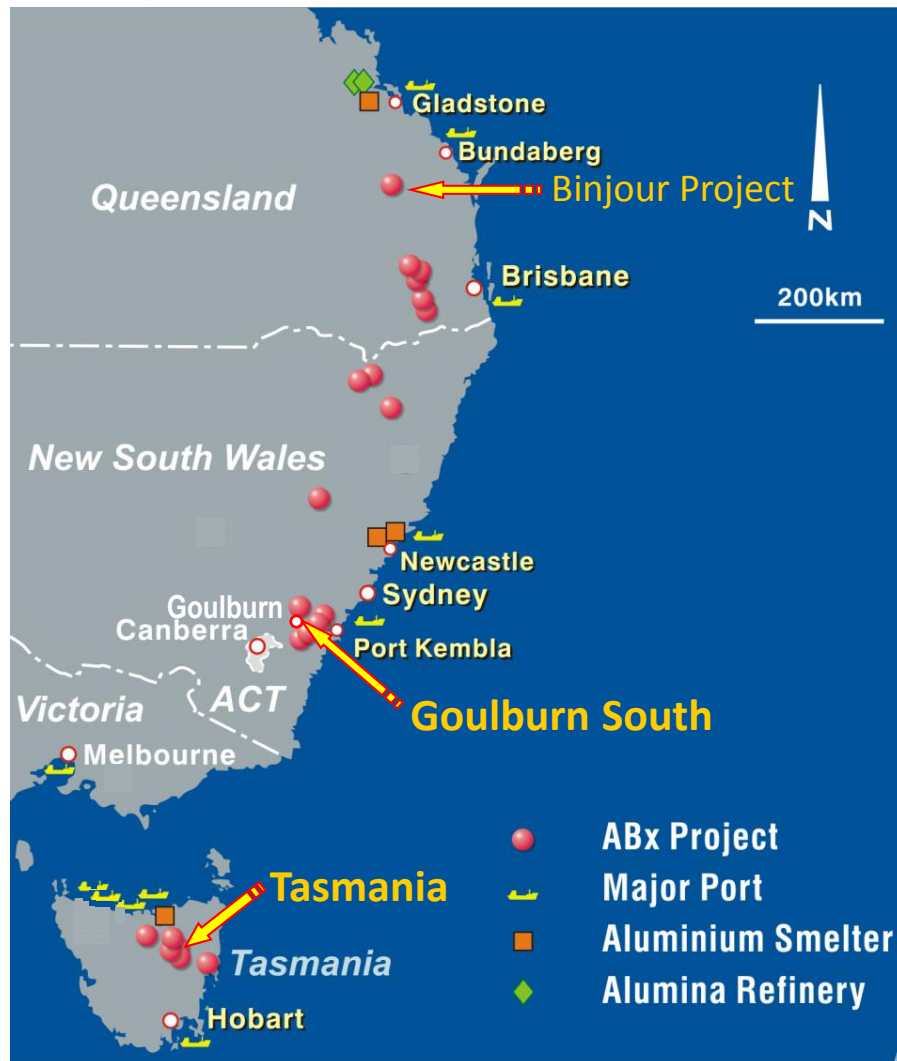 Gladstone
Bundaberg
Queensland
Binjour Project
N
Brisbane
200km
New South Wales
Newcastle
Sydney
Goulburn
Canberra
Port Kembla
ACT
Victoria
Goulburn South
Melbourne
ABx Project
Tasmania
Major Port
Aluminium Smelter
Tasmania
Alumina Refinery
Hobart